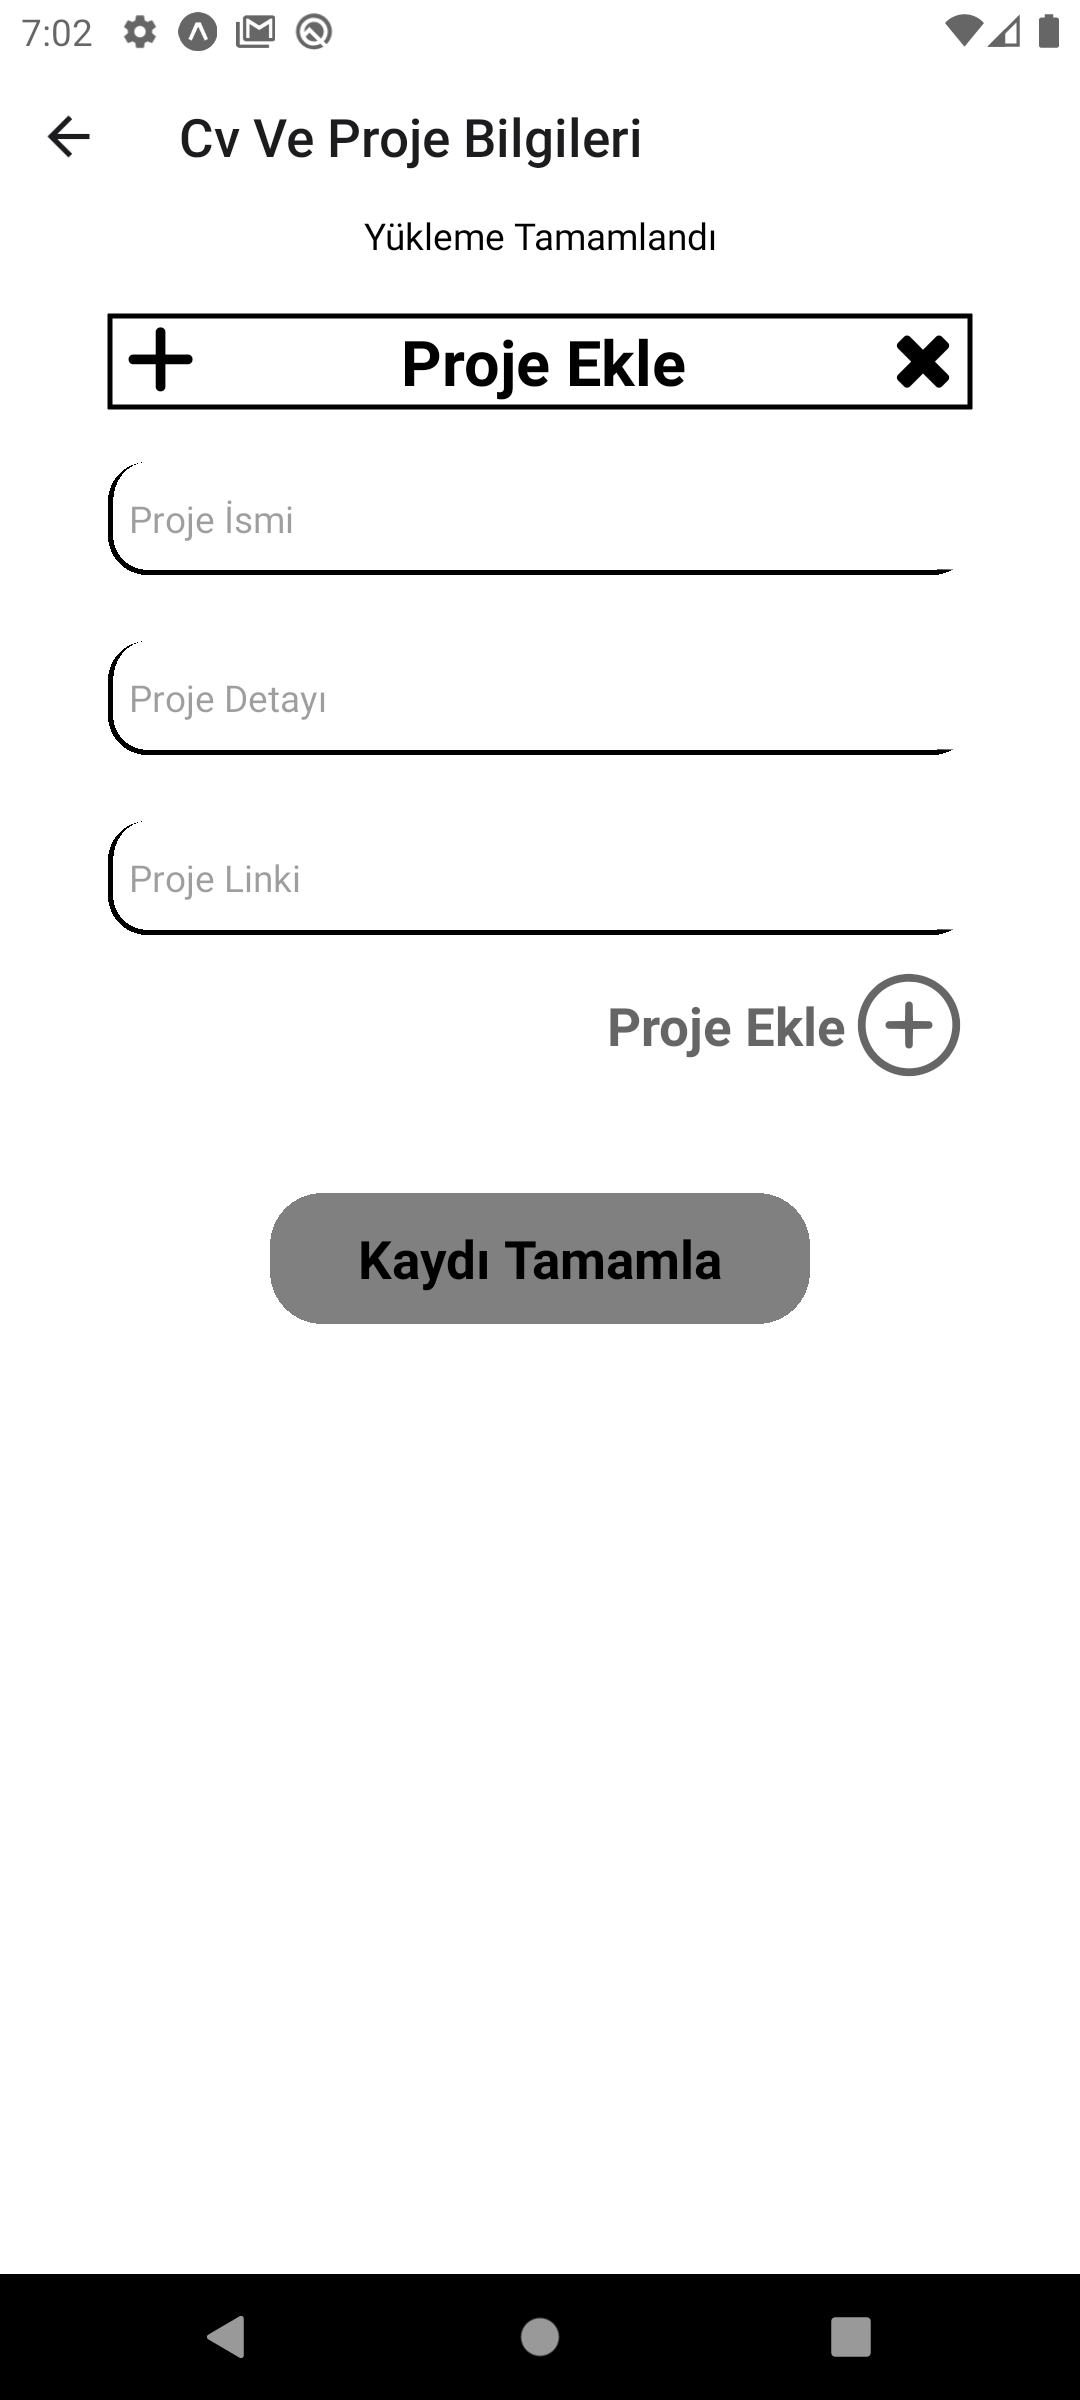 7:02
Cv Ve Proje Bilgileri
Yükleme Tamamlandı
Proje Ekle
Proje İsmi
Proje Detayı
Proje Linki
Proje Ekle
Kaydı Tamamla